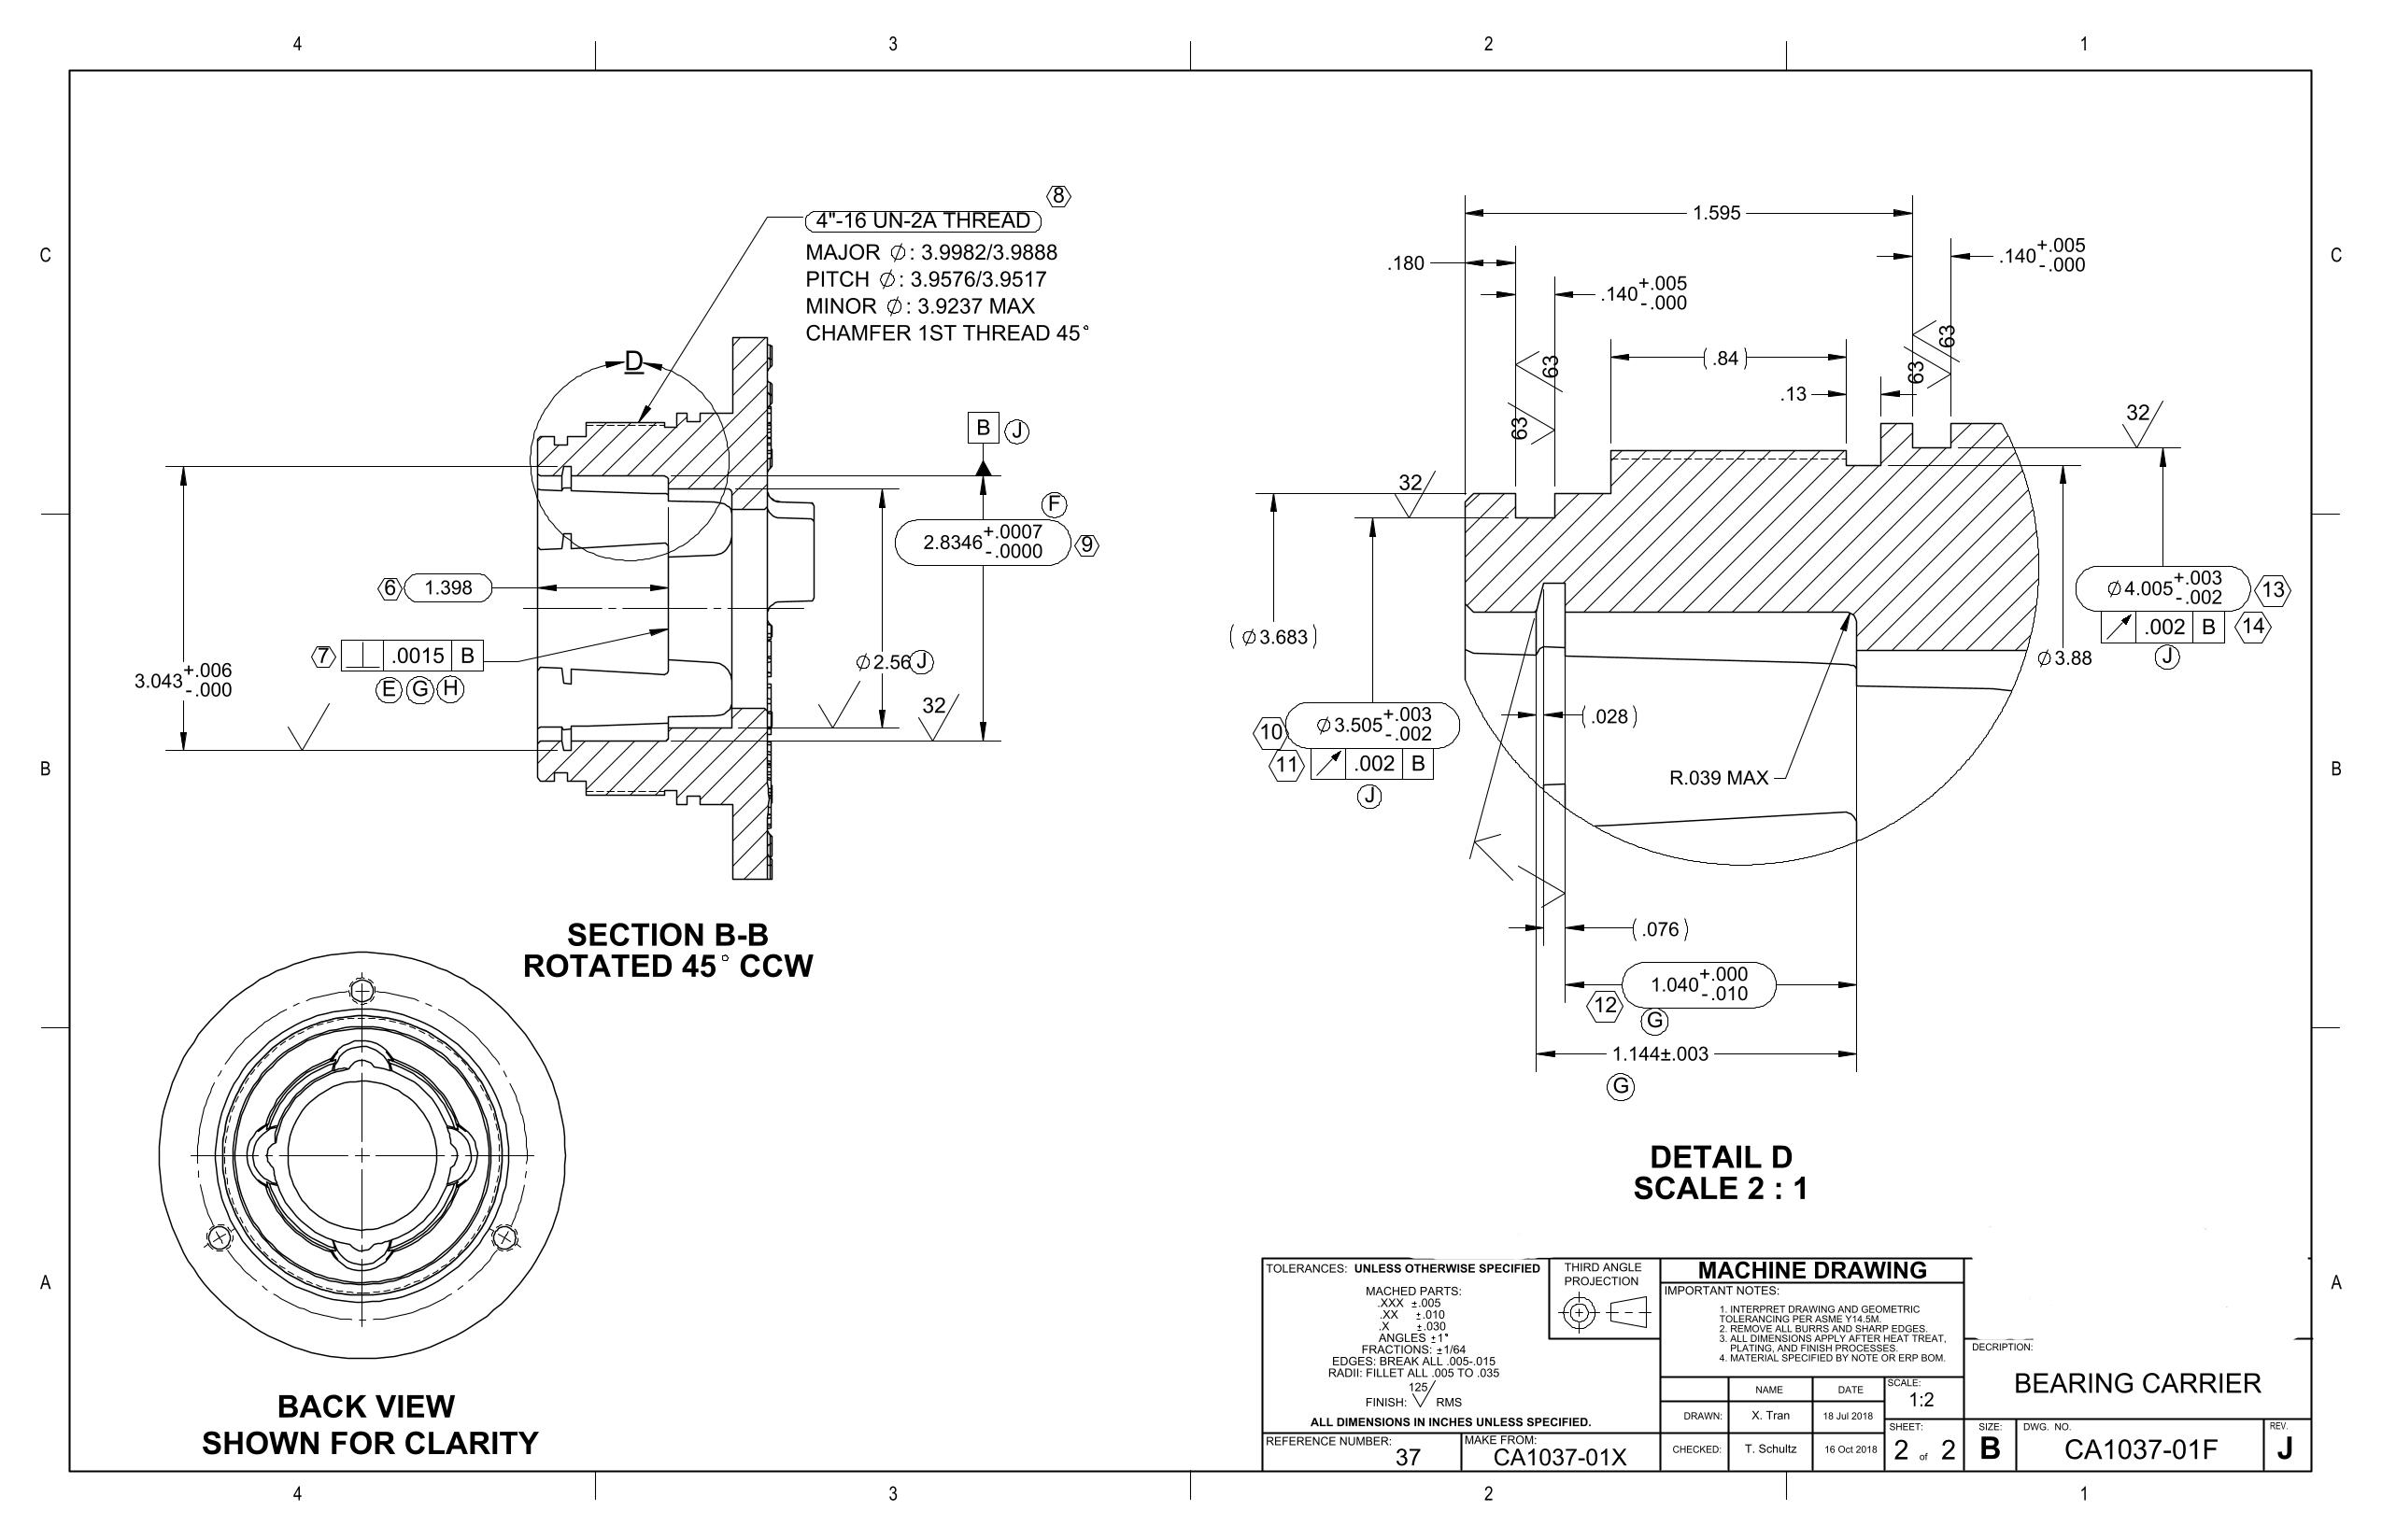 4
3
2
1
C
B
A
8
4"-16 UN-2A THREAD
MAJOR ∅: 3.9982/3.9888
PITCH ∅: 3.9576/3.9517
MINOR ∅: 3.9237 MAX
CHAMFER 1ST THREAD 45°
D
B J
F
2.8346 +.0007 -.0000
9
6 1.398
7 ⊥ .0015 B
E G H
3.043 +.006 -.000
∅2.56 J
32
SECTION B-B
ROTATED 45° CCW
BACK VIEW
SHOWN FOR CLARITY
1.595
.180
.140 +.005 -.000
.140 +.005 -.000
63
63
63
63
(.84)
.13
32
32
(∅3.683)
∅4.005 +.003 -.002
13
↗ .002 B
14
J
∅3.88
10
∅3.505 +.003 -.002
11
↗ .002 B
J
(.028)
R.039 MAX
(.076)
1.040 +.000 -.010
12
G
1.144±.003
G
DETAIL D
SCALE 2 : 1
C
B
A
TOLERANCES: UNLESS OTHERWISE SPECIFIED
MACHED PARTS:
.XXX ±.005
.XX ±.010
.X ±.030
ANGLES ±1°
FRACTIONS: ±1/64
EDGES: BREAK ALL .005-.015
RADII: FILLET ALL .005 TO .035
125
FINISH: √ RMS
ALL DIMENSIONS IN INCHES UNLESS SPECIFIED.
REFERENCE NUMBER:
37
MAKE FROM:
CA1037-01X
THIRD ANGLE
PROJECTION
MACHINE DRAWING
IMPORTANT NOTES:
1. INTERPRET DRAWING AND GEOMETRIC
TOLERANCING PER ASME Y14.5M.
2. REMOVE ALL BURRS AND SHARP EDGES.
3. ALL DIMENSIONS APPLY AFTER HEAT TREAT,
PLATING, AND FINISH PROCESSES.
4. MATERIAL SPECIFIED BY NOTE OR ERP BOM.
NAME DATE
DRAWN: X. Tran 18 Jul 2018
CHECKED: T. Schultz 16 Oct 2018
SCALE:
1:2
SHEET:
2 of 2
DECRIPTION:
BEARING CARRIER
SIZE:
B
DWG. NO.
CA1037-01F
REV.
J
4
3
2
1